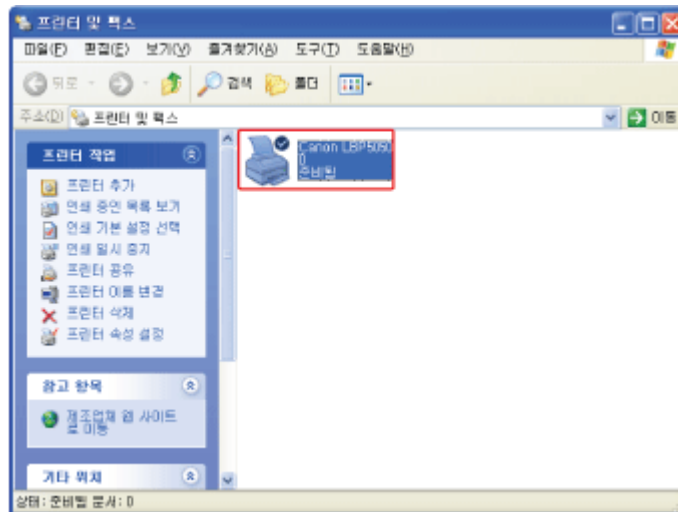 프린터 및 팩스
파일(F) 편집(E) 보기(V) 즐겨찾기(A) 도구(T) 도움말(H)
뒤로 검색 폴더
주소(D) 프린터 및 팩스 이동
프린터 작업
프린터 추가
인쇄 중인 목록 보기
인쇄 기본 설정 선택
인쇄 일시 중지
프린터 공유
프린터 이름 변경
프린터 삭제
프린터 속성 설정
Canon LBP5050
0
준비됨
참고 항목
제조업체 웹 사이트
로 이동
기타 위치
상태: 준비됨 문서: 0